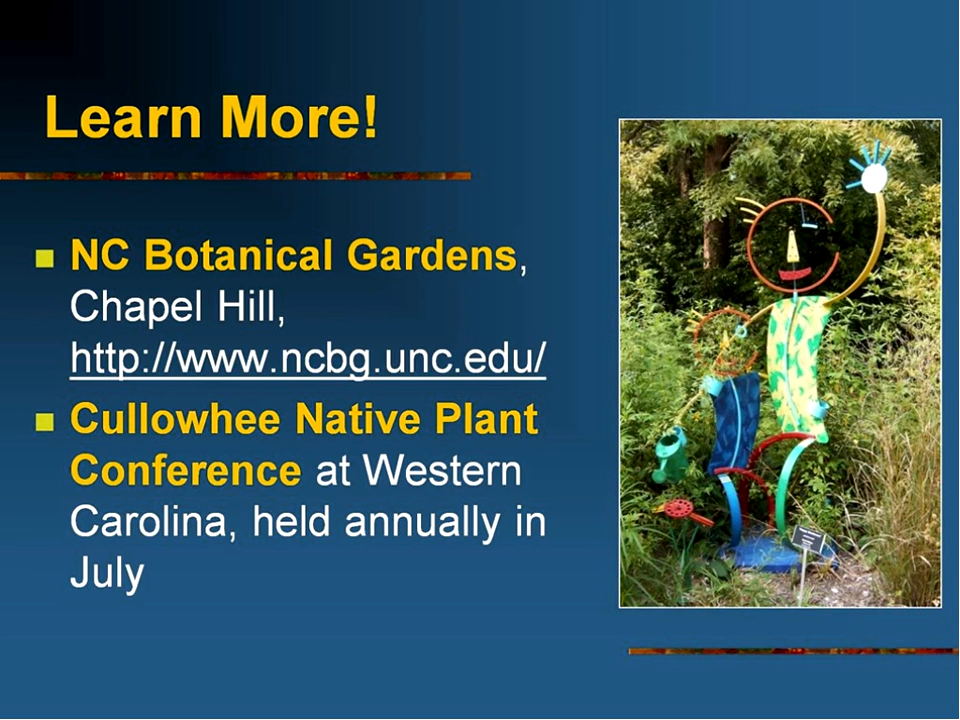 Learn More!
NC Botanical Gardens,
Chapel Hill,
http://www.ncbg.unc.edu/
Cullowhee Native Plant
Conference at Western
Carolina, held annually in
July